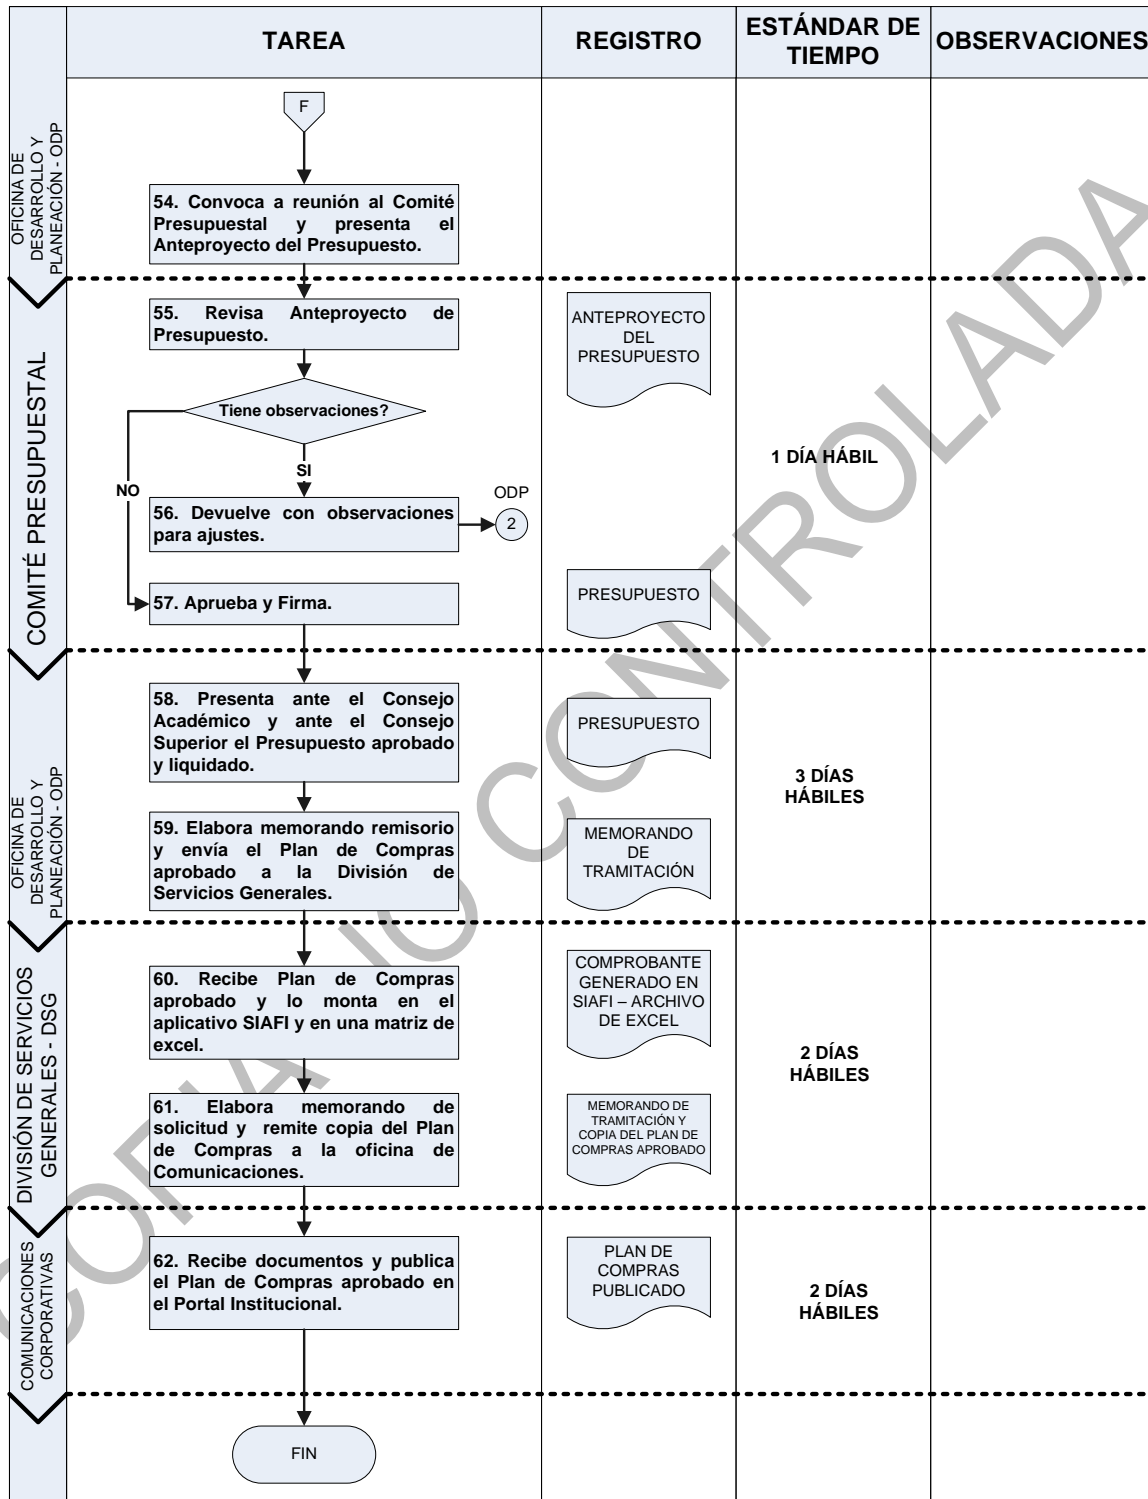 TAREA
REGISTRO
ESTÁNDAR DE
TIEMPO
OBSERVACIONES
OFICINA DE
DESARROLLO Y
PLANEACIÓN - ODP
F
54. Convoca a reunión al Comité
Presupuestal y presenta el
Anteproyecto del Presupuesto.
COMITÉ PRESUPUESTAL
55. Revisa Anteproyecto de
Presupuesto.
ANTEPROYECTO
DEL
PRESUPUESTO
Tiene observaciones?
SI
NO
1 DÍA HÁBIL
56. Devuelve con observaciones
para ajustes.
ODP
2
57. Aprueba y Firma.
PRESUPUESTO
OFICINA DE
DESARROLLO Y
PLANEACIÓN - ODP
58. Presenta ante el Consejo
Académico y ante el Consejo
Superior el Presupuesto aprobado
y liquidado.
PRESUPUESTO
3 DÍAS
HÁBILES
59. Elabora memorando remisorio
y envía el Plan de Compras
aprobado a la División de
Servicios Generales.
MEMORANDO
DE
TRAMITACIÓN
DIVISIÓN DE SERVICIOS
GENERALES - DSG
60. Recibe Plan de Compras
aprobado y lo monta en el
aplicativo SIAFI y en una matriz de
excel.
COMPROBANTE
GENERADO EN
SIAFI – ARCHIVO
DE EXCEL
2 DÍAS
HÁBILES
61. Elabora memorando de
solicitud y remite copia del Plan
de Compras a la oficina de
Comunicaciones.
MEMORANDO DE
TRAMITACIÓN Y
COPIA DEL PLAN DE
COMPRAS APROBADO
COMUNICACIONES
CORPORATIVAS
62. Recibe documentos y publica
el Plan de Compras aprobado en
el Portal Institucional.
PLAN DE
COMPRAS
PUBLICADO
2 DÍAS
HÁBILES
FIN
COPIA NO CONTROLADA